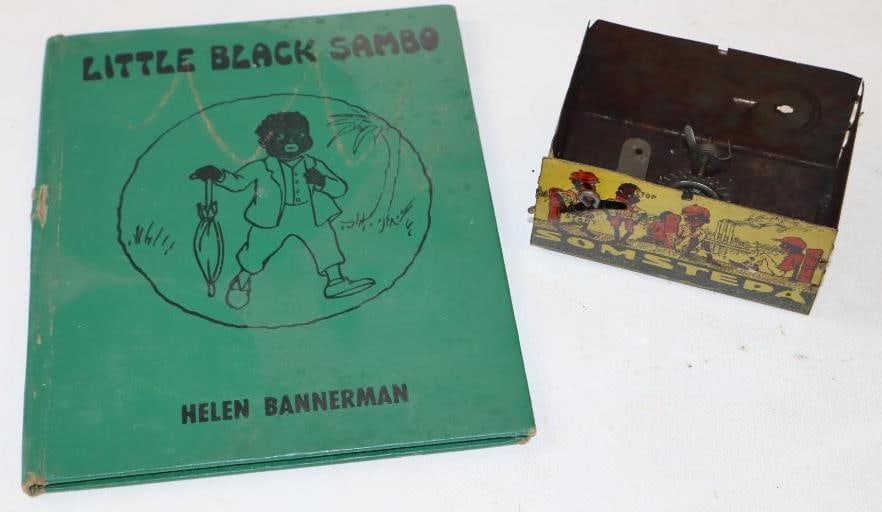 LITTLE BLACK SAMBO
HELEN BANNERMAN
STOP
SOMSTEPA